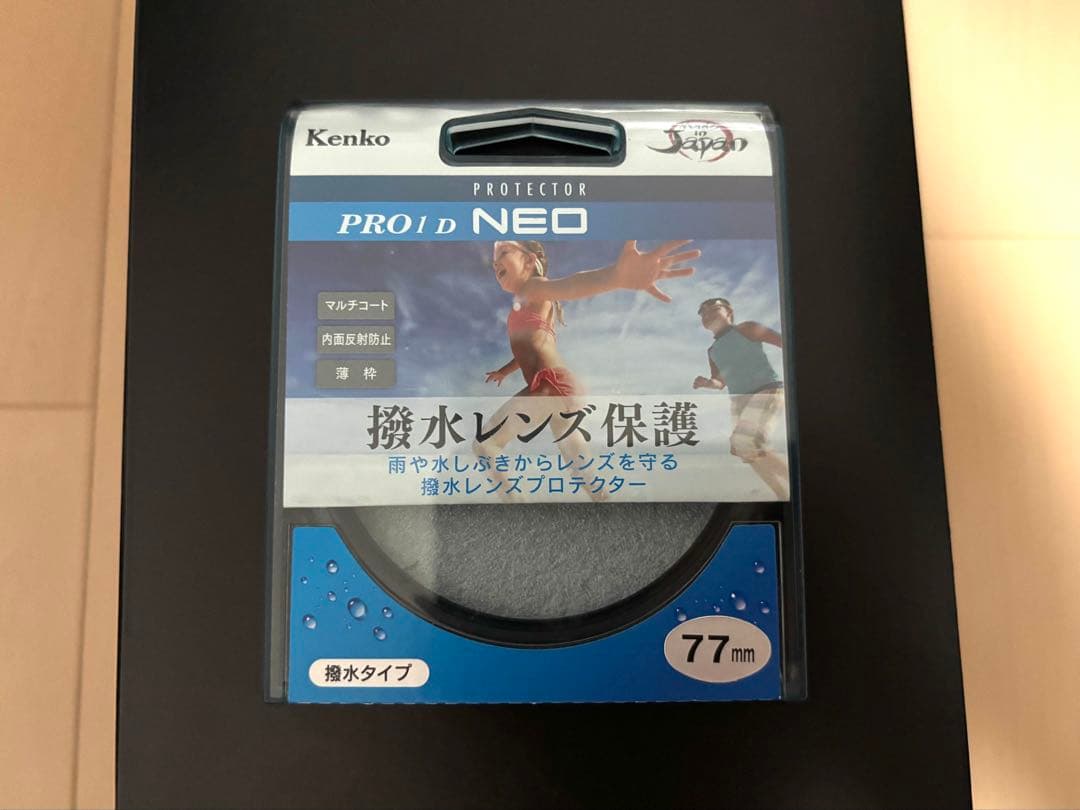 Kenko
in
Japan
PROTECTOR
PRO1D NEO
マルチコート
内面反射防止
薄 枠
撥水レンズ保護
雨や水しぶきからレンズを守る
撥水レンズプロテクター
撥水タイプ
77mm